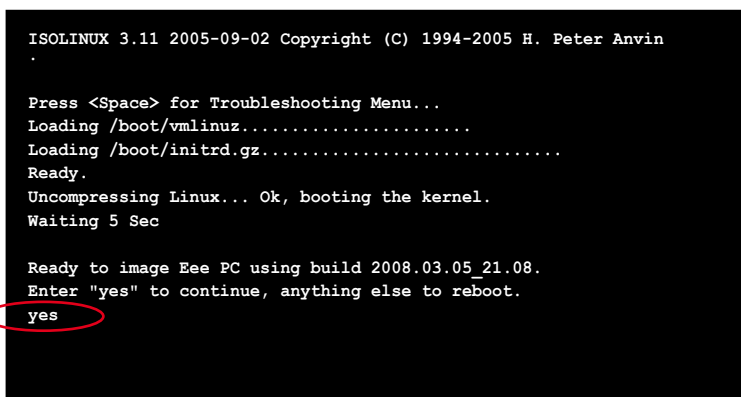 ISOLINUX 3.11 2005-09-02 Copyright (C) 1994-2005 H. Peter Anvin
.
Press <Space> for Troubleshooting Menu...
Loading /boot/vmlinuz.......................
Loading /boot/initrd.gz..............................
Ready.
Uncompressing Linux... Ok, booting the kernel.
Waiting 5 Sec
Ready to image Eee PC using build 2008.03.05_21.08.
Enter "yes" to continue, anything else to reboot.
yes